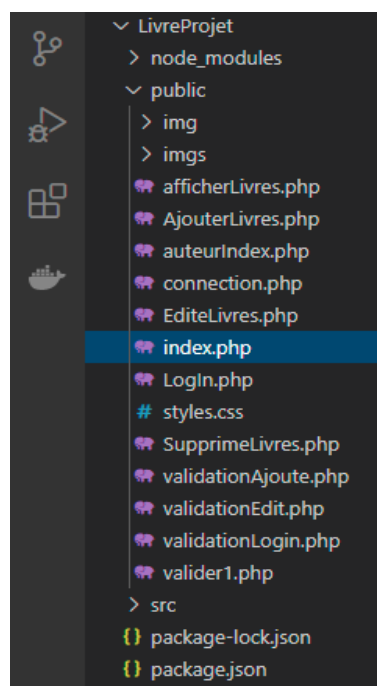 LivreProjet
node_modules
public
img
imgs
afficherLivres.php
AjouterLivres.php
auteurIndex.php
connection.php
EditeLivres.php
index.php
LogIn.php
# styles.css
SupprimeLivres.php
validationAjoute.php
validationEdit.php
validationLogin.php
valider1.php
src
{} package-lock.json
{} package.json